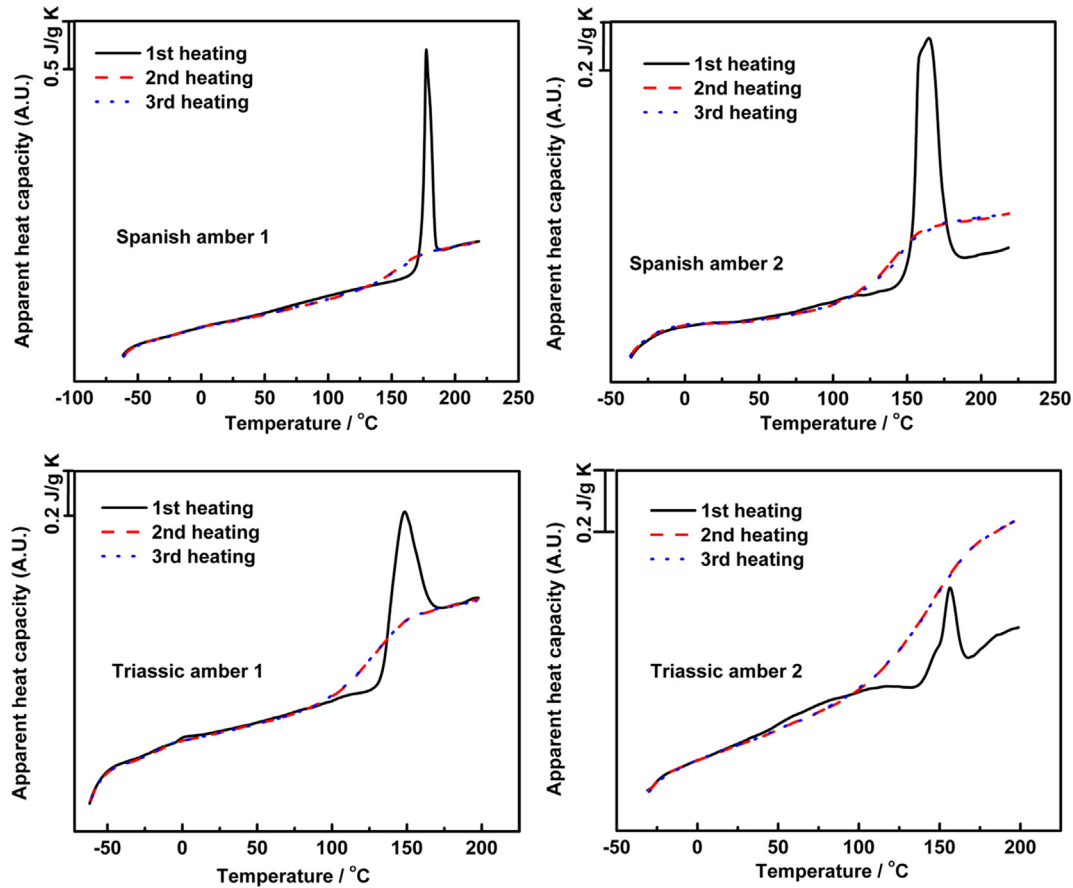 0.5 J/g K
Apparent heat capacity (A.U.)
1st heating
2nd heating
3rd heating
Spanish amber 1
-100 -50 0 50 100 150 200 250
Temperature / °C
0.2 J/g K
Apparent heat capacity (A.U.)
1st heating
2nd heating
3rd heating
Spanish amber 2
-50 0 50 100 150 200 250
Temperature / °C
0.2 J/g K
Apparent heat capacity (A.U.)
1st heating
2nd heating
3rd heating
Triassic amber 1
-50 0 50 100 150 200
Temperature / °C
0.2 J/g K
Apparent heat capacity (A.U.)
1st heating
2nd heating
3rd heating
Triassic amber 2
-50 0 50 100 150 200
Temperature / °C